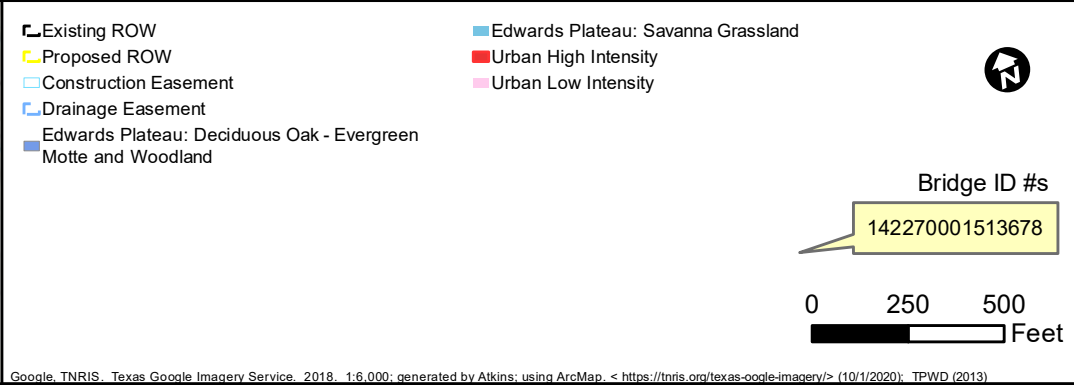 Existing ROW
Proposed ROW
Construction Easement
Drainage Easement
Edwards Plateau: Deciduous Oak - Evergreen
Motte and Woodland
Edwards Plateau: Savanna Grassland
Urban High Intensity
Urban Low Intensity
N
Bridge ID #s
142270001513678
0 250 500
Feet
Google, TNRIS. Texas Google Imagery Service. 2018. 1:6,000; generated by Atkins; using ArcMap. < https://tnris.org/texas-oogle-imagery/> (10/1/2020); TPWD (2013)